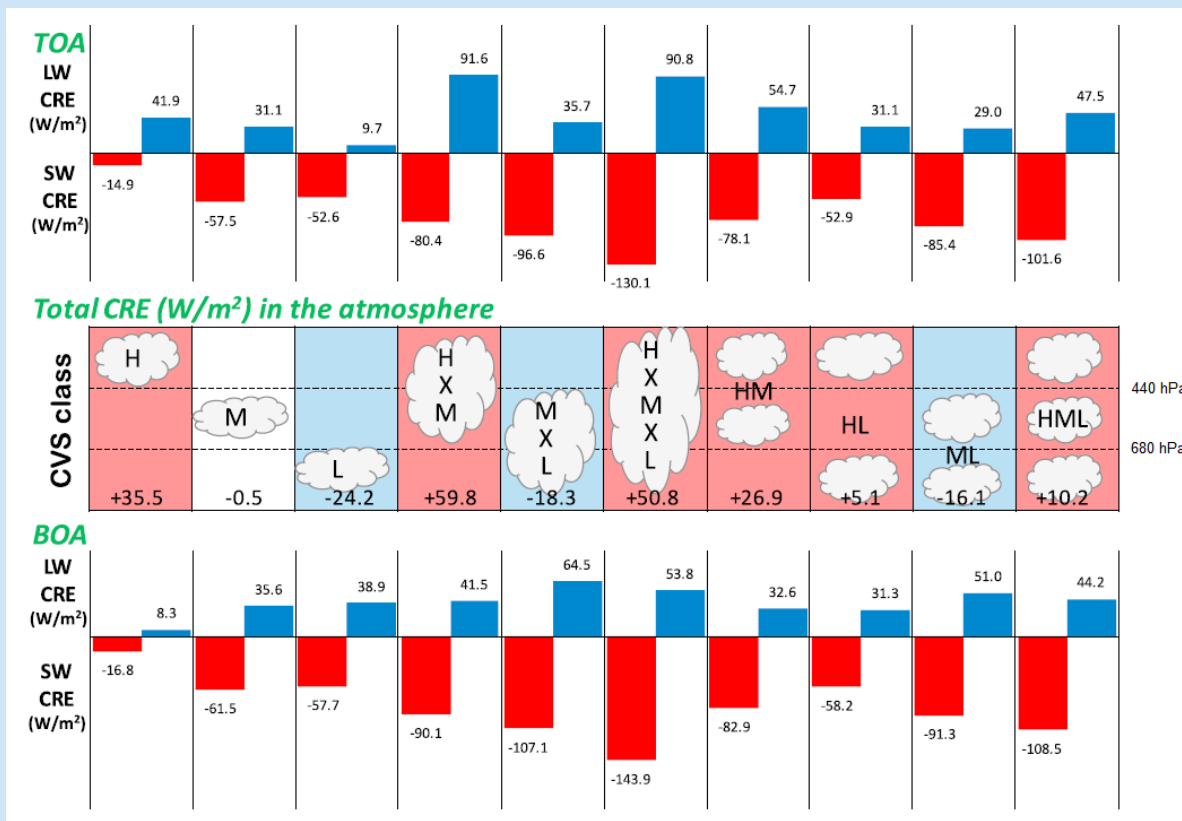 TOA
LW
CRE
(W/m²)
41.9
31.1
9.7
91.6
35.7
90.8
54.7
31.1
29.0
47.5
SW
CRE
(W/m²)
-14.9
-57.5
-52.6
-80.4
-96.6
-130.1
-78.1
-52.9
-85.4
-101.6
Total CRE (W/m²) in the atmosphere
CVS class
H
M
L
H
X
M
M
X
L
H
X
M
X
L
HM
HL
ML
HML
440 hPa
680 hPa
+35.5
-0.5
-24.2
+59.8
-18.3
+50.8
+26.9
+5.1
-16.1
+10.2
BOA
LW
CRE
(W/m²)
8.3
35.6
38.9
41.5
64.5
53.8
32.6
31.3
51.0
44.2
SW
CRE
(W/m²)
-16.8
-61.5
-57.7
-90.1
-107.1
-143.9
-82.9
-58.2
-91.3
-108.5